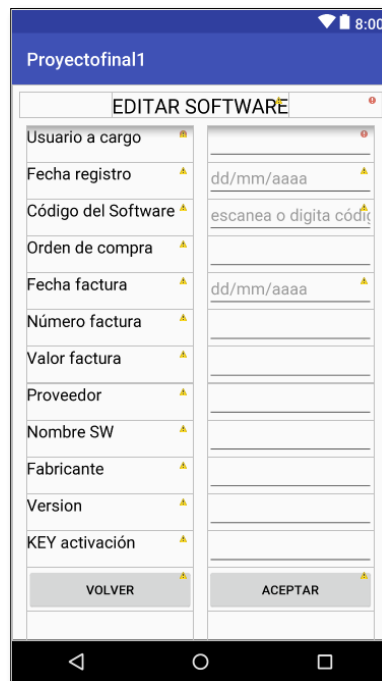 8:00
Proyectofinal1
EDITAR SOFTWARE
Usuario a cargo
Fecha registro dd/mm/aaaa
Código del Software escanea o digita códig
Orden de compra
Fecha factura dd/mm/aaaa
Número factura
Valor factura
Proveedor
Nombre SW
Fabricante
Version
KEY activación
VOLVER ACEPTAR